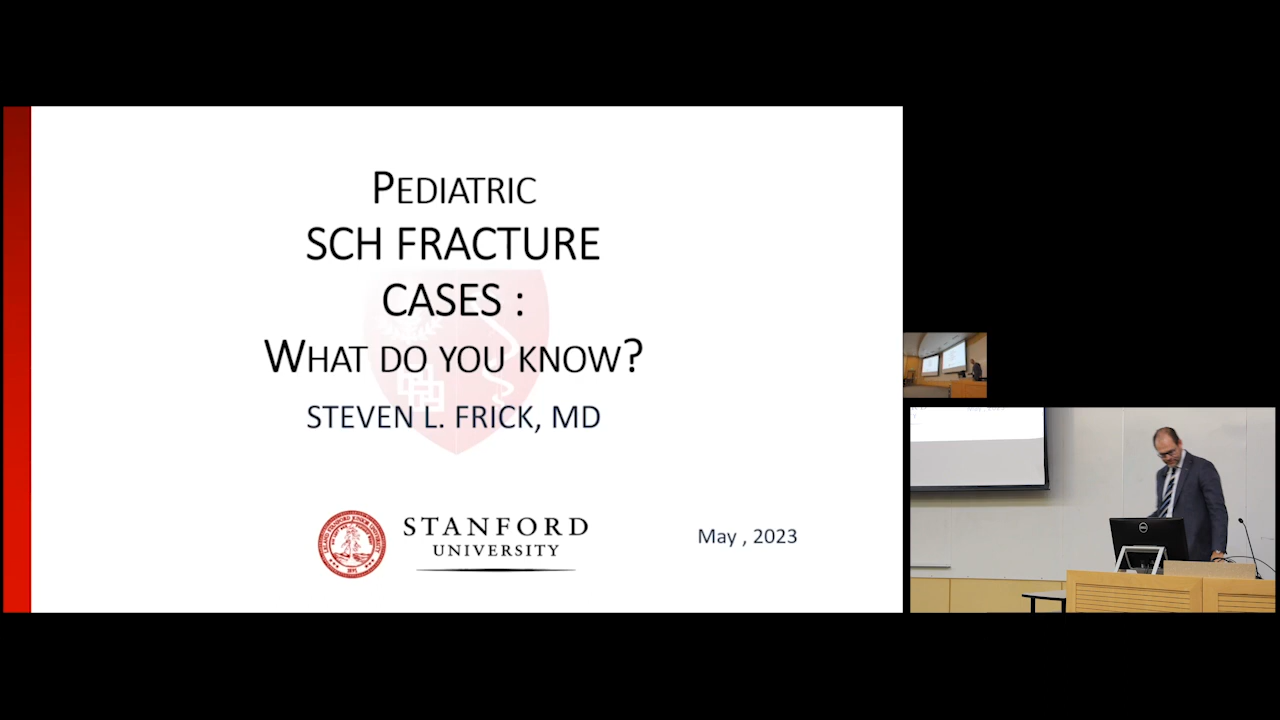 PEDIATRIC
SCH FRACTURE
CASES :
WHAT DO YOU KNOW?
STEVEN L. FRICK, MD
STANFORD
UNIVERSITY
May , 2023